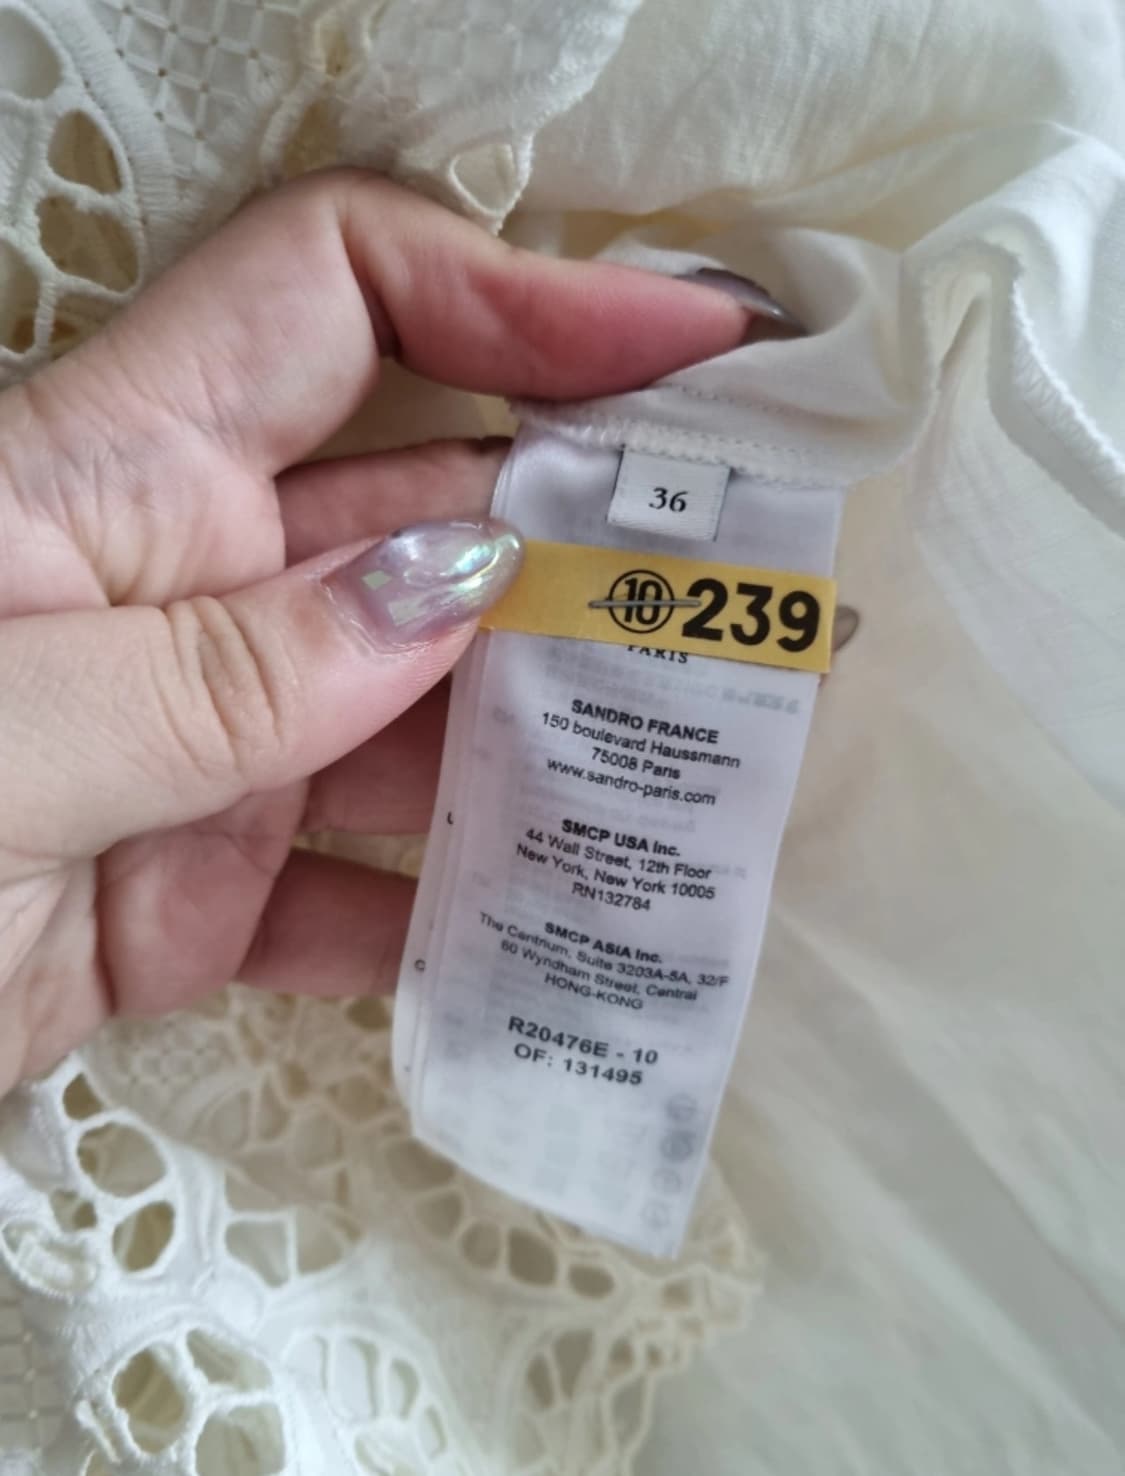 36
10 239
PARIS
SANDRO FRANCE
150 boulevard Haussmann
75008 Paris
www.sandro-paris.com
SMCP USA Inc.
44 Wall Street, 12th Floor
New York, New York 10005
RN132784
SMCP ASIA Inc.
The Centrium, Suite 3203A-5A, 32/F
60 Wyndham Street, Central
HONG-KONG
R20476E - 10
OF: 131495